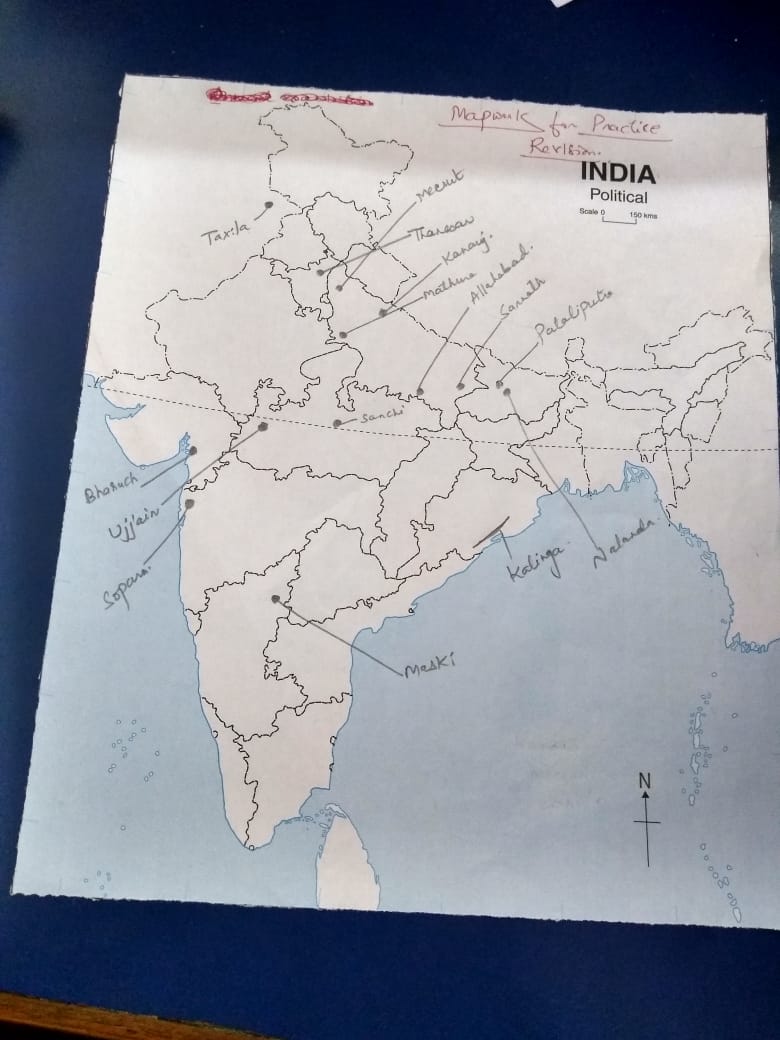 Mapwork for Practice
Revision.
INDIA
Political
Scale 0 150 kms
Meerut
Taxila
Thanesar
Kanauj.
Mathura
Allahabad.
Sarnath
Pataliputra
Sanchi
Bharuch
Ujjain
Sopara.
Kalinga
Nalanda.
Maski
N